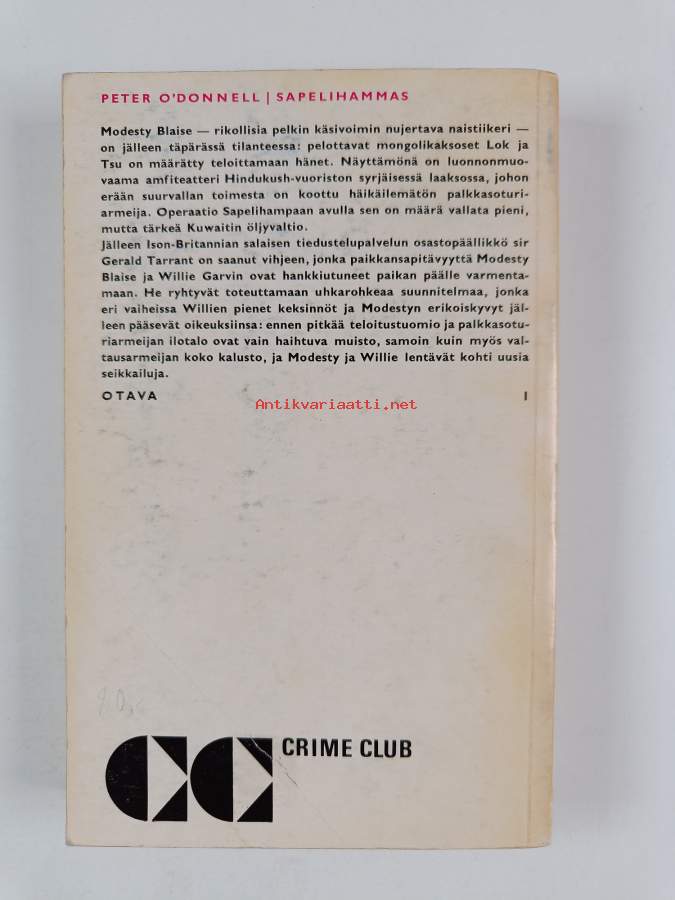 PETER O'DONNELL | SAPELIHAMMAS
Modesty Blaise — rikollisia pelkin käsivoimin nujertava naistiikeri —
on jälleen täpärässä tilanteessa: pelottavat mongolikaksoset Lok ja
Tsu on määrätty teloittamaan hänet. Näyttämönä on luonnonmuo-
vaama amfiteatteri Hindukush-vuoriston syrjäisessä laaksossa, johon
erään suurvallan toimesta on koottu häikäilemätön palkkasoturi-
armeija. Operaatio Sapelihampaan avulla sen on määrä vallata pieni,
mutta tärkeä Kuwaitin öljyvaltio.
Jälleen Ison-Britannian salaisen tiedustelupalvelun osastopäällikkö sir
Gerald Tarrant on saanut vihjeen, jonka paikkansapitävyyttä Modesty
Blaise ja Willie Garvin ovat hankkiutuneet paikan päälle varmenta-
maan. He ryhtyvät toteuttamaan uhkarohkeaa suunnitelmaa, jonka
eri vaiheissa Willien pienet keksinnöt ja Modestyn erikoiskyvyt jäl-
leen pääsevät oikeuksiinsa: ennen pitkää teloitustuomio ja palkkasotu-
riarmeijan ilotalo ovat vain haihtuva muisto, samoin kuin myös val-
tausarmeijan koko kalusto, ja Modesty ja Willie lentävät kohti uusia
seikkailuja.
OTAVA 1
Antikvariaatti.net
CC CRIME CLUB